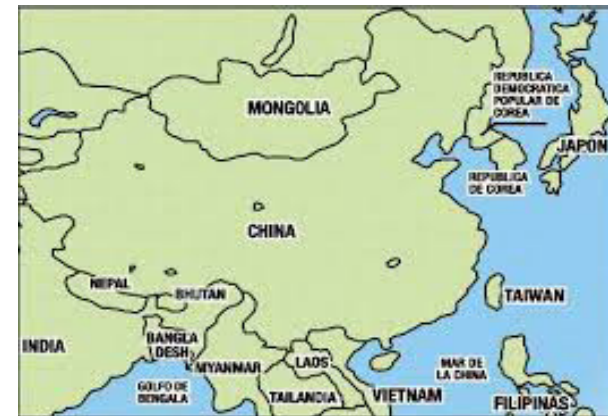 MONGOLIA
REPUBLICA
DEMOCRATICA
POPULAR DE
COREA
JAPON
REPUBLICA
DE COREA
CHINA
NEPAL
BHUTAN
TAIWAN
INDIA
BANGLA
DESH
MYANMAR
LAOS
MAR DE
LA CHINA
GOLFO DE
BENGALA
TAILANDIA
VIETNAM
FILIPINAS